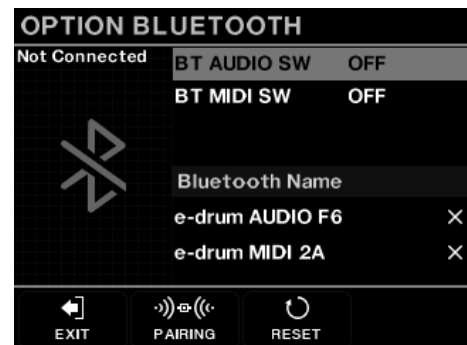 OPTION BLUETOOTH
Not Connected
BT AUDIO SW OFF
BT MIDI SW OFF
Bluetooth Name
e-drum AUDIO F6 ×
e-drum MIDI 2A ×
EXIT PAIRING RESET